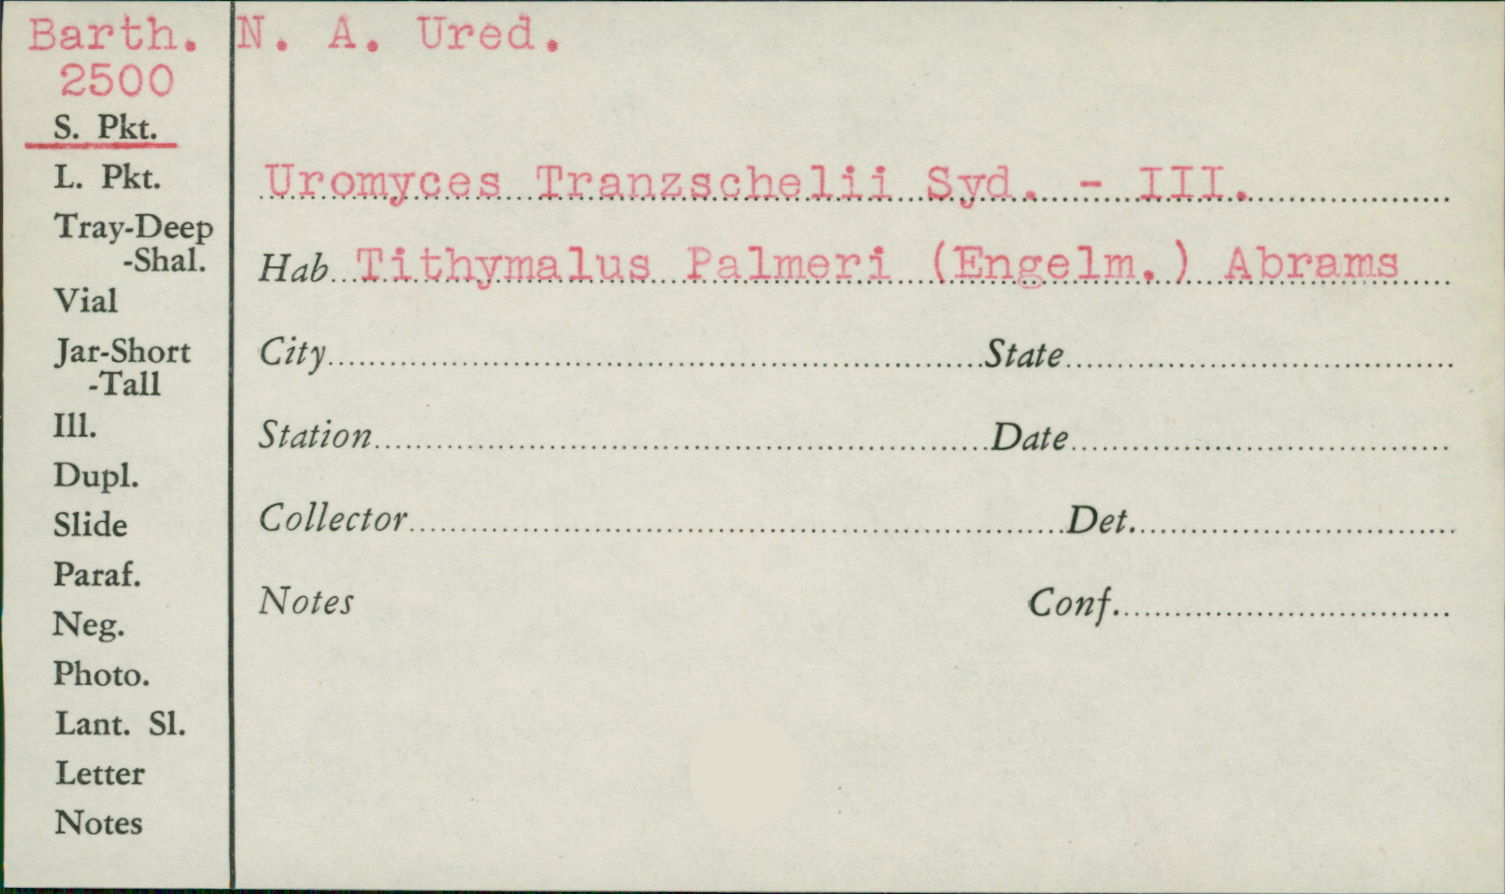 Barth. N. A. Ured.
2500
S. Pkt.
L. Pkt.
Tray-Deep
-Shal.
Vial
Jar-Short
-Tall
Ill.
Dupl.
Slide
Paraf.
Neg.
Photo.
Lant. Sl.
Letter
Notes
Uromyces Tranzschelii Syd. - III.
Hab Tithymalus Palmeri (Engelm.) Abrams
City State
Station Date
Collector Det.
Notes Conf.